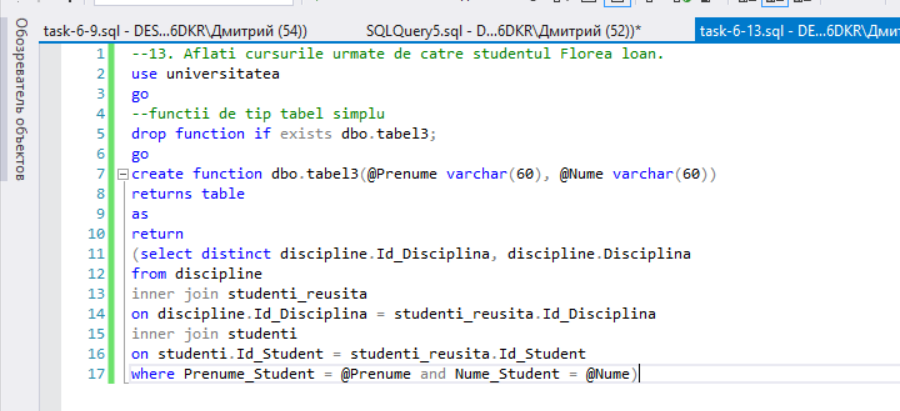 task-6-9.sql - DES...6DKR\Дмитрий (54))
SQLQuery5.sql - D...6DKR\Дмитрий (52))*
task-6-13.sql - DE...6DKR\Дми
Обозреватель объектов
1 --13. Aflati cursurile urmate de catre studentul Florea loan.
2 use universitatea
3 go
4 --functii de tip tabel simplu
5 drop function if exists dbo.tabel3;
6 go
7 create function dbo.tabel3(@Prenume varchar(60), @Nume varchar(60))
8 returns table
9 as
10 return
11 (select distinct discipline.Id_Disciplina, discipline.Disciplina
12 from discipline
13 inner join studenti_reusita
14 on discipline.Id_Disciplina = studenti_reusita.Id_Disciplina
15 inner join studenti
16 on studenti.Id_Student = studenti_reusita.Id_Student
17 where Prenume_Student = @Prenume and Nume_Student = @Nume)